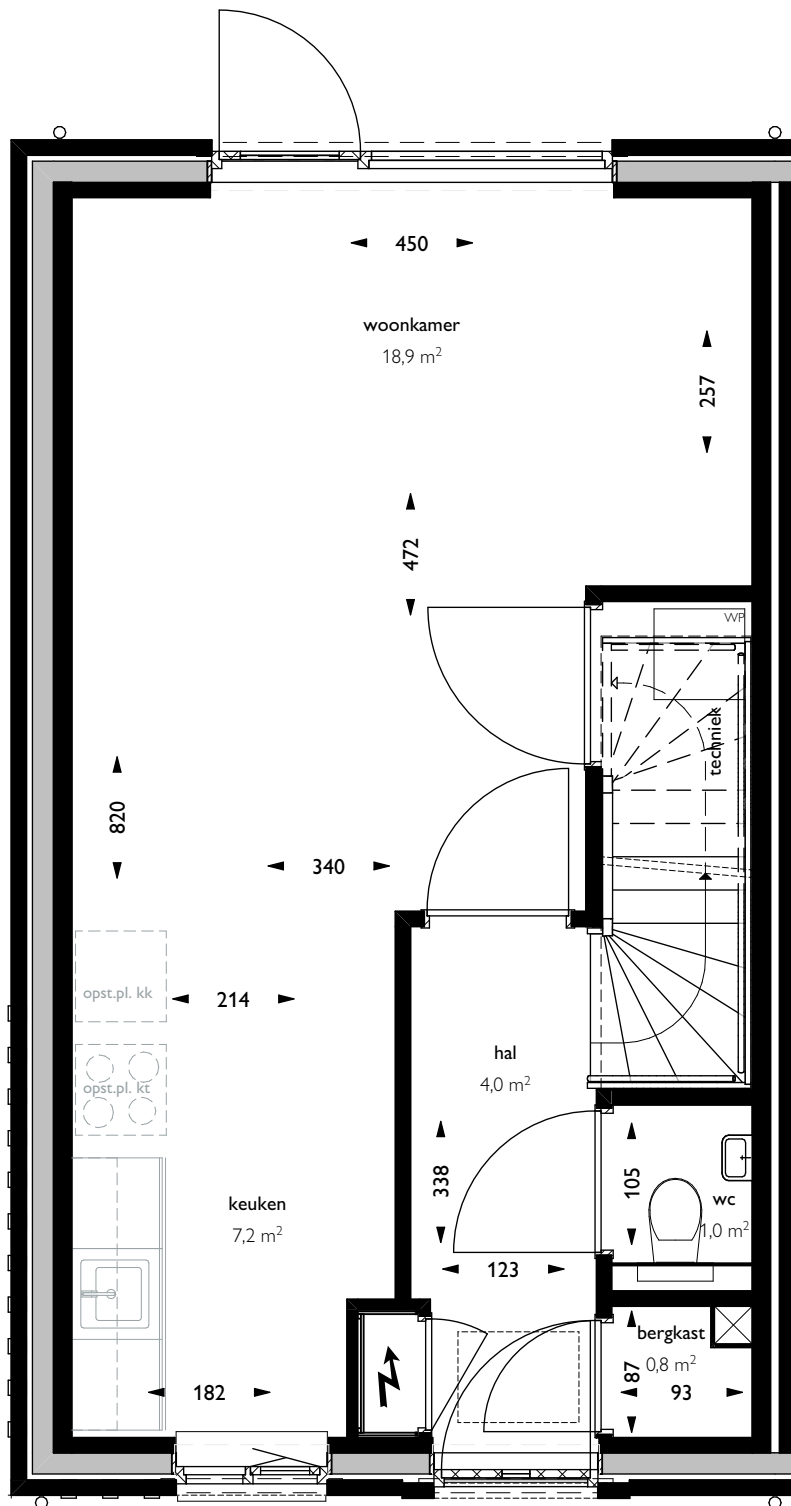 450
woonkamer
18,9 m²
257
472
WP
techniek
820
340
opst.pl. kk
214
hal
4,0 m²
opst.pl. kt
338
105
keuken
7,2 m²
wc
1,0 m²
123
bergkast
0,8 m²
87
93
182